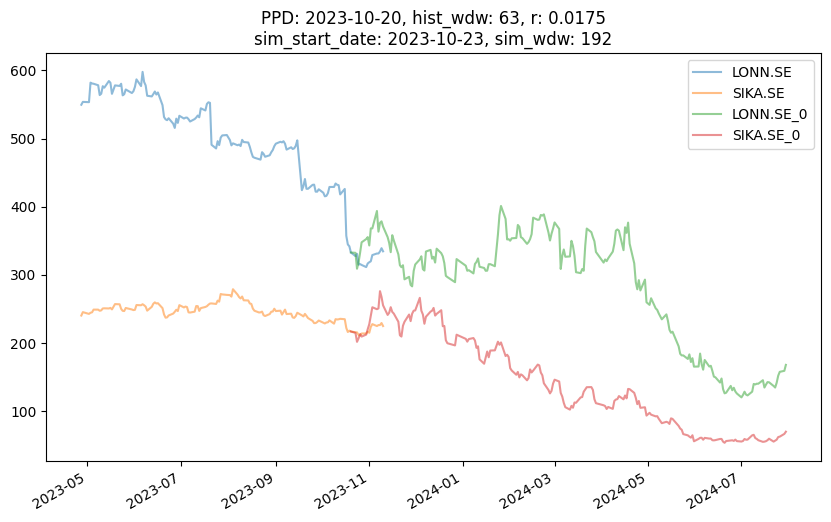 PPD: 2023-10-20, hist_wdw: 63, r: 0.0175
sim_start_date: 2023-10-23, sim_wdw: 192
LONN.SE
SIKA.SE
LONN.SE_0
SIKA.SE_0
600
500
400
300
200
100
2023-05
2023-07
2023-09
2023-11
2024-01
2024-03
2024-05
2024-07